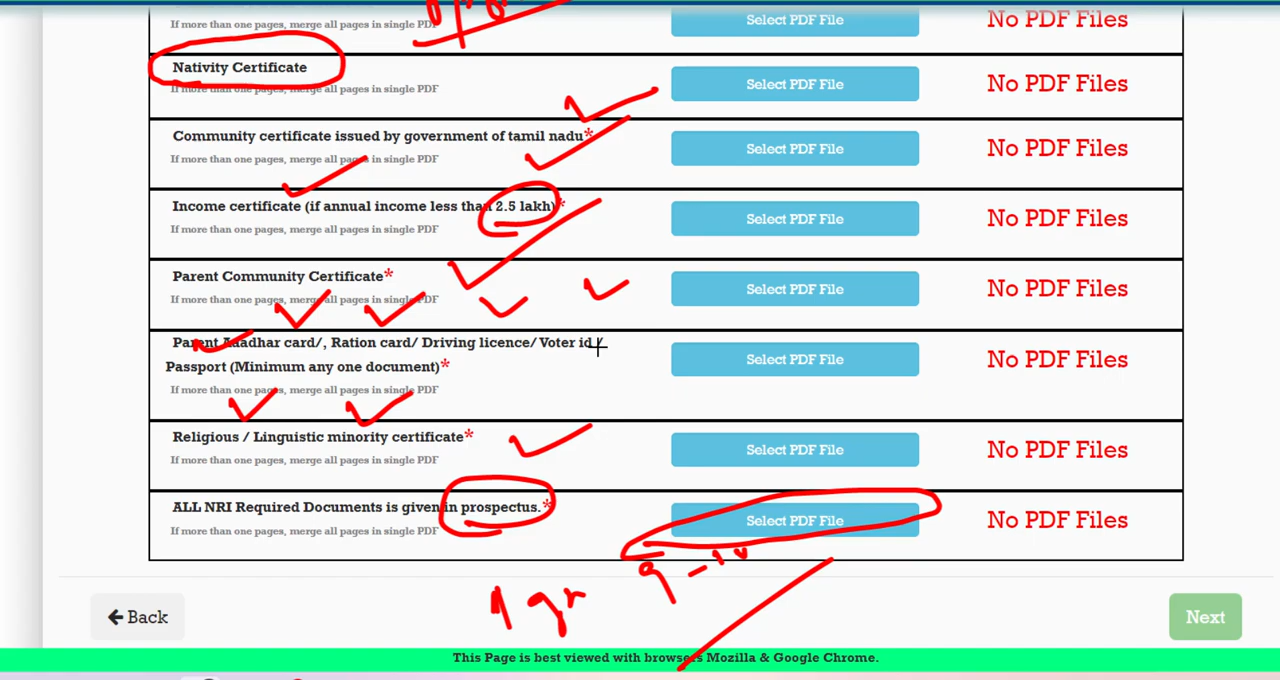 If more than one pages, merge all pages in single PDF
Select PDF File
No PDF Files
Nativity Certificate
If more than one pages, merge all pages in single PDF
Select PDF File
No PDF Files
Community certificate issued by government of tamil nadu*
If more than one pages, merge all pages in single PDF
Select PDF File
No PDF Files
Income certificate (if annual income less than 2.5 lakh)*
If more than one pages, merge all pages in single PDF
Select PDF File
No PDF Files
Parent Community Certificate*
If more than one pages, merge all pages in single PDF
Select PDF File
No PDF Files
Parent Aaadhar card/, Ration card/ Driving licence/ Voter id /
Passport (Minimum any one document)*
If more than one pages, merge all pages in single PDF
Select PDF File
No PDF Files
Religious / Linguistic minority certificate*
If more than one pages, merge all pages in single PDF
Select PDF File
No PDF Files
ALL NRI Required Documents is given in prospectus.*
If more than one pages, merge all pages in single PDF
Select PDF File
No PDF Files
Back
Next
This Page is best viewed with browsers Mozilla & Google Chrome.